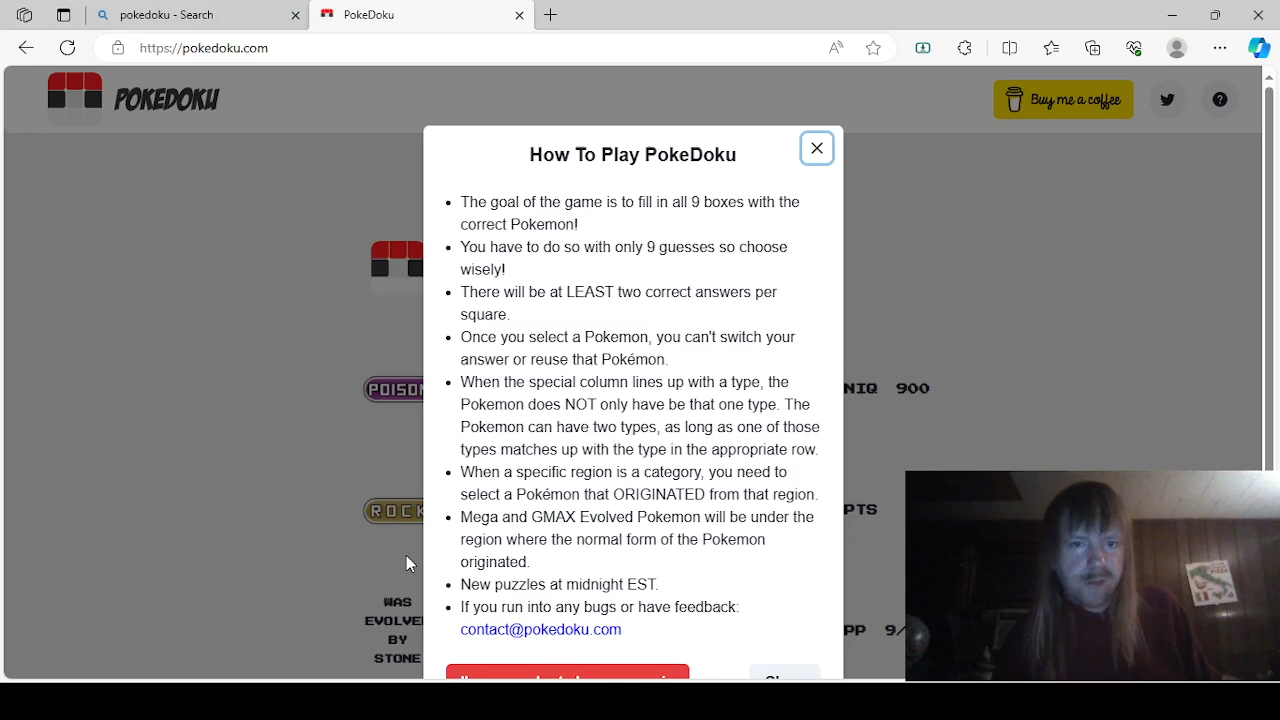 pokedoku - Search
PokeDoku
https://pokedoku.com
POKEDOKU
Buy me a coffee
How To Play PokeDoku
The goal of the game is to fill in all 9 boxes with the
correct Pokemon!
You have to do so with only 9 guesses so choose
wisely!
There will be at LEAST two correct answers per
square.
Once you select a Pokemon, you can't switch your
answer or reuse that Pokémon.
When the special column lines up with a type, the
Pokemon does NOT only have be that one type. The
Pokemon can have two types, as long as one of those
types matches up with the type in the appropriate row.
When a specific region is a category, you need to
select a Pokémon that ORIGINATED from that region.
Mega and GMAX Evolved Pokemon will be under the
region where the normal form of the Pokemon
originated.
New puzzles at midnight EST.
If you run into any bugs or have feedback:
contact@pokedoku.com
POISON
NIQ 900
ROCK
PTS
WAS
EVOLVED
BY
STONE
PP 9/